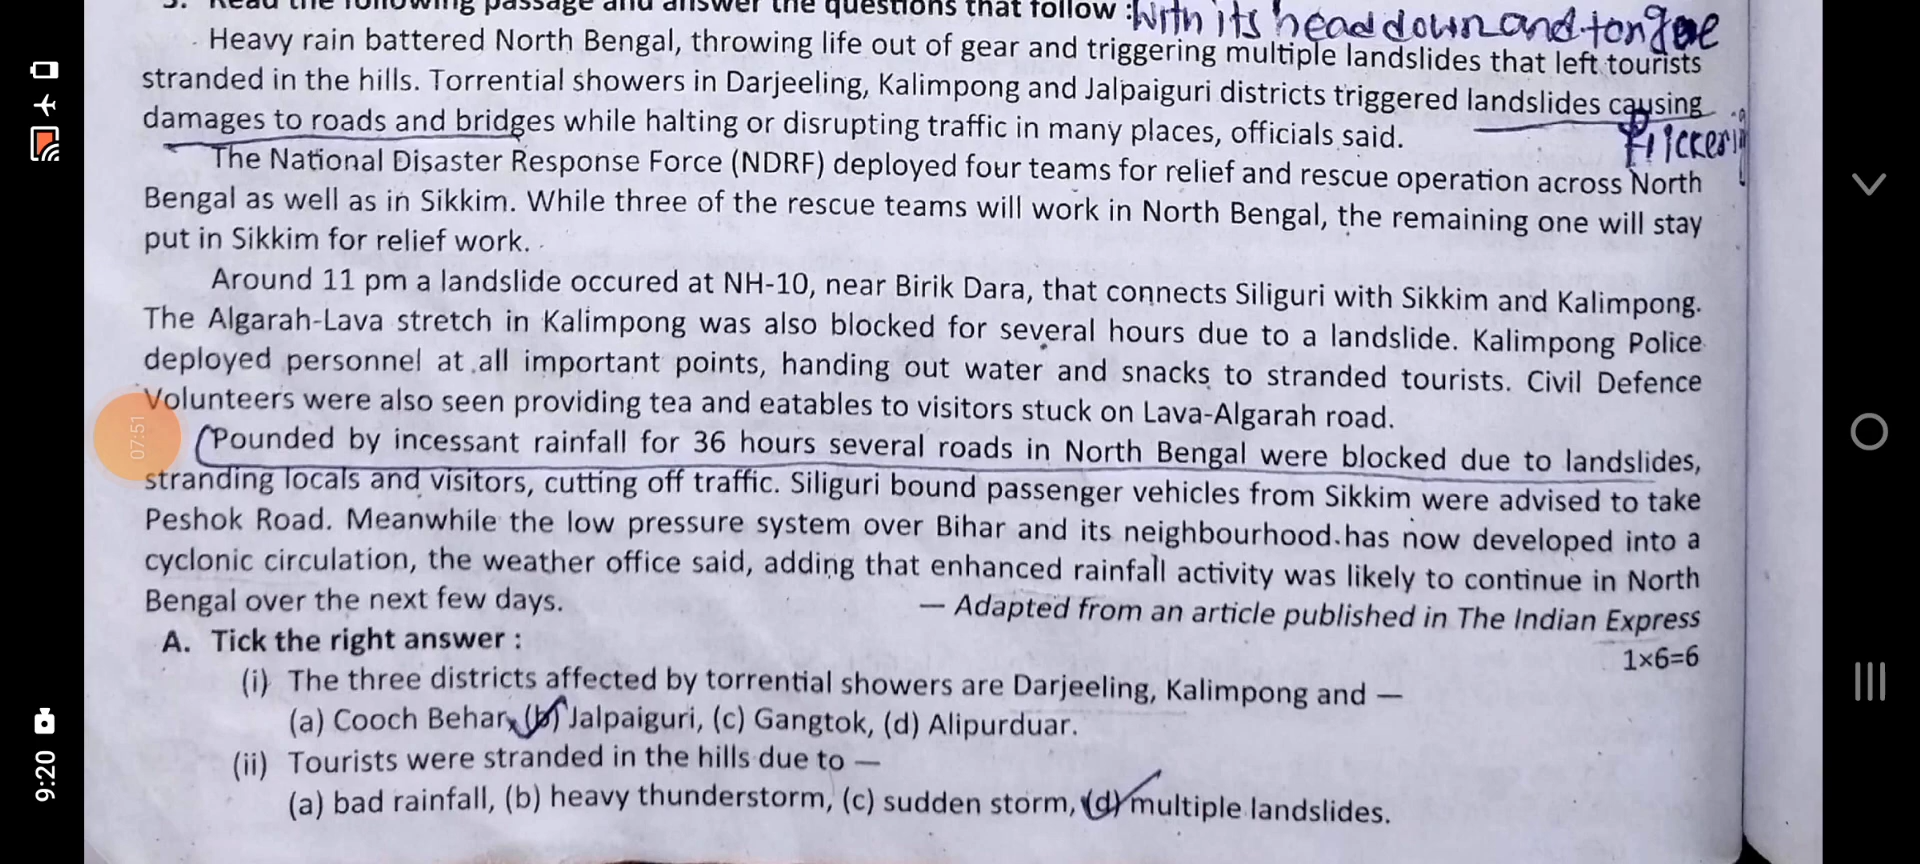 3. Read the following passage and answer the questions that follow :
With its head down and tongue
Heavy rain battered North Bengal, throwing life out of gear and triggering multiple landslides that left tourists
stranded in the hills. Torrential showers in Darjeeling, Kalimpong and Jalpaiguri districts triggered landslides causing
damages to roads and bridges while halting or disrupting traffic in many places, officials said.
The National Disaster Response Force (NDRF) deployed four teams for relief and rescue operation across North
Bengal as well as in Sikkim. While three of the rescue teams will work in North Bengal, the remaining one will stay
put in Sikkim for relief work.
Around 11 pm a landslide occured at NH-10, near Birik Dara, that connects Siliguri with Sikkim and Kalimpong.
The Algarah-Lava stretch in Kalimpong was also blocked for several hours due to a landslide. Kalimpong Police
deployed personnel at all important points, handing out water and snacks to stranded tourists. Civil Defence
Volunteers were also seen providing tea and eatables to visitors stuck on Lava-Algarah road.
Pounded by incessant rainfall for 36 hours several roads in North Bengal were blocked due to landslides,
stranding locals and visitors, cutting off traffic. Siliguri bound passenger vehicles from Sikkim were advised to take
Peshok Road. Meanwhile the low pressure system over Bihar and its neighbourhood has now developed into a
cyclonic circulation, the weather office said, adding that enhanced rainfall activity was likely to continue in North
Bengal over the next few days.
— Adapted from an article published in The Indian Express
A. Tick the right answer :
1×6=6
(i) The three districts affected by torrential showers are Darjeeling, Kalimpong and —
(a) Cooch Behar, (b) Jalpaiguri, (c) Gangtok, (d) Alipurduar.
(ii) Tourists were stranded in the hills due to —
(a) bad rainfall, (b) heavy thunderstorm, (c) sudden storm, (d) multiple landslides.
07:51
9:20